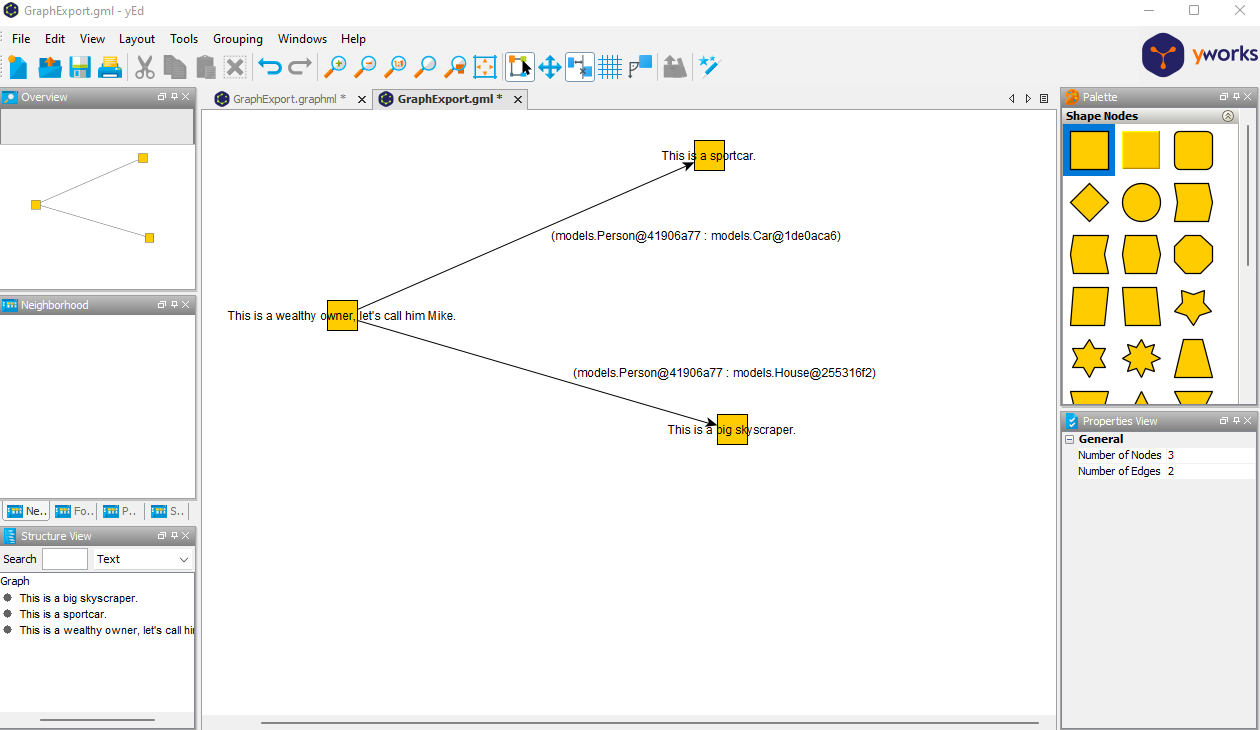 GraphExport.gml - yEd
File Edit View Layout Tools Grouping Windows Help
1:1
yworks
Overview
GraphExport.graphml *
GraphExport.gml *
Palette
Shape Nodes
This is a sportcar.
(models.Person@41906a77 : models.Car@1de0aca6)
Neighborhood
This is a wealthy owner, let's call him Mike.
(models.Person@41906a77 : models.House@255316f2)
This is a big skyscraper.
Properties View
General
Number of Nodes 3
Number of Edges 2
Ne.. Fo.. P.. S..
Structure View
Search Text
Graph
This is a big skyscraper.
This is a sportcar.
This is a wealthy owner, let's call hi